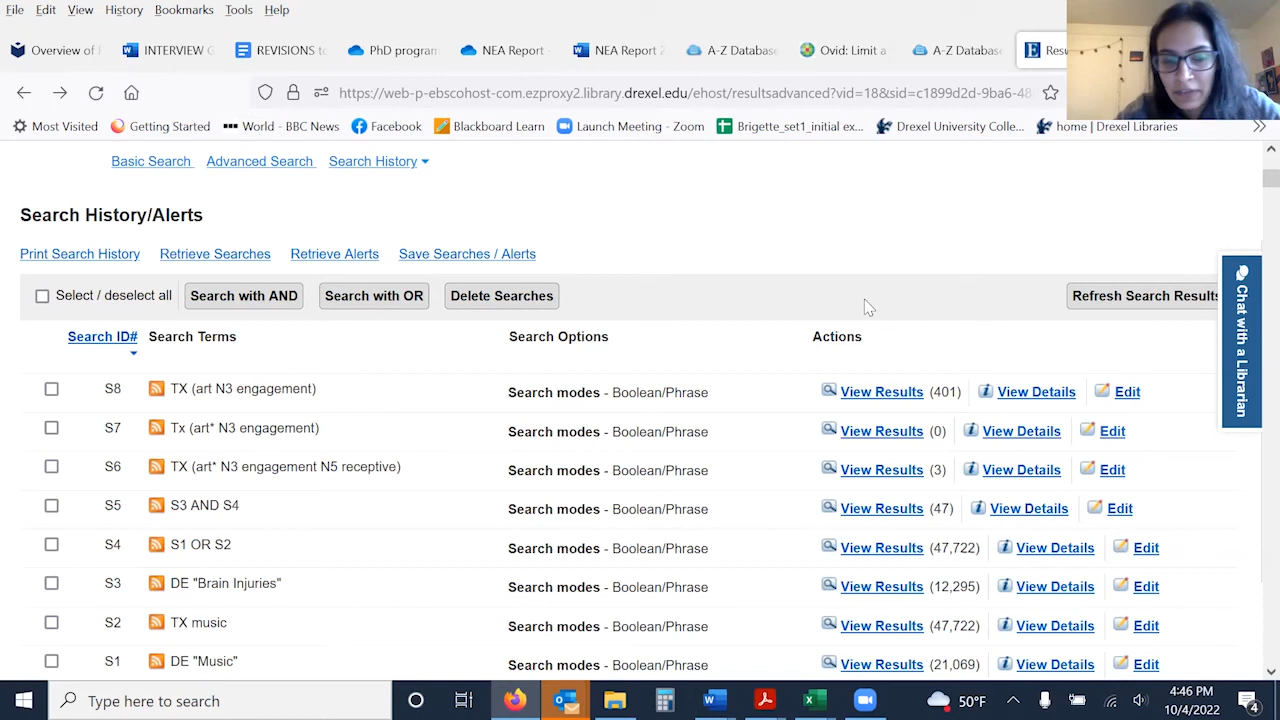 File Edit View History Bookmarks Tools Help
Overview of INTERVIEW G REVISIONS to PhD program NEA Report - NEA Report 2 A-Z Database Ovid: Limit a A-Z Database Resu
https://web-p-ebscohost-com.ezproxy2.library.drexel.edu/ehost/resultsadvanced?vid=18&sid=c1899d2d-9ba6-48
Most Visited Getting Started World - BBC News Facebook Blackboard Learn Launch Meeting - Zoom Brigette_set1_initial ex... Drexel University Colle... home | Drexel Libraries
Basic Search Advanced Search Search History
Search History/Alerts
Print Search History Retrieve Searches Retrieve Alerts Save Searches / Alerts
Select / deselect all Search with AND Search with OR Delete Searches Refresh Search Results
Chat with a Librarian
Search ID# Search Terms Search Options Actions
S8 TX (art N3 engagement) Search modes - Boolean/Phrase View Results (401) View Details Edit
S7 Tx (art* N3 engagement) Search modes - Boolean/Phrase View Results (0) View Details Edit
S6 TX (art* N3 engagement N5 receptive) Search modes - Boolean/Phrase View Results (3) View Details Edit
S5 S3 AND S4 Search modes - Boolean/Phrase View Results (47) View Details Edit
S4 S1 OR S2 Search modes - Boolean/Phrase View Results (47,722) View Details Edit
S3 DE "Brain Injuries" Search modes - Boolean/Phrase View Results (12,295) View Details Edit
S2 TX music Search modes - Boolean/Phrase View Results (47,722) View Details Edit
S1 DE "Music" Search modes - Boolean/Phrase View Results (21,069) View Details Edit
Type here to search 50°F 4:46 PM
10/4/2022 4